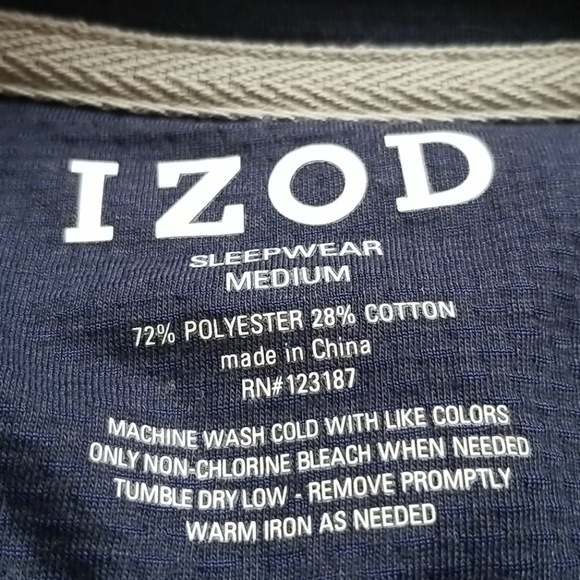 IZOD
SLEEPWEAR
MEDIUM
72% POLYESTER 28% COTTON
made in China
RN#123187
MACHINE WASH COLD WITH LIKE COLORS
ONLY NON-CHLORINE BLEACH WHEN NEEDED
TUMBLE DRY LOW - REMOVE PROMPTLY
WARM IRON AS NEEDED